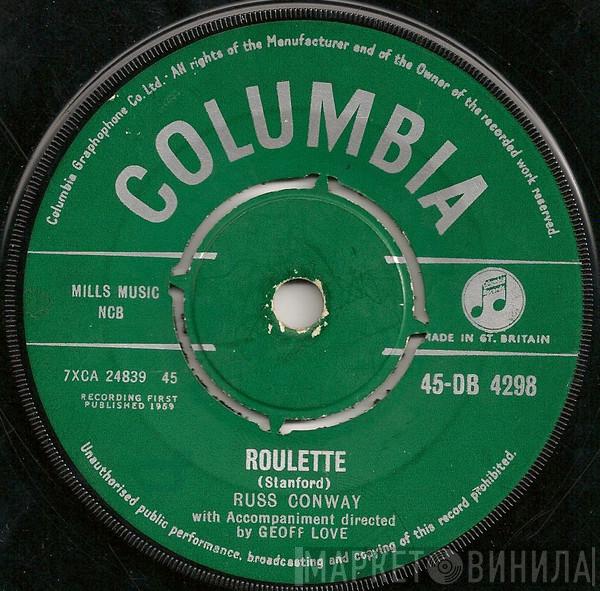 Columbia Graphophone Co. Ltd. · All rights of the Manufacturer and of the Owner of the recorded work reserved.
COLUMBIA
MILLS MUSIC
NCB
MADE IN GT. BRITAIN
7XCA 24839 45
45-DB 4298
RECORDING FIRST
PUBLISHED 1959
ROULETTE
(Stanford)
RUSS CONWAY
with Accompaniment directed
by GEOFF LOVE
Unauthorised public performance, broadcasting and copying of this record prohibited.
МАРКЕТ ВИНИЛА